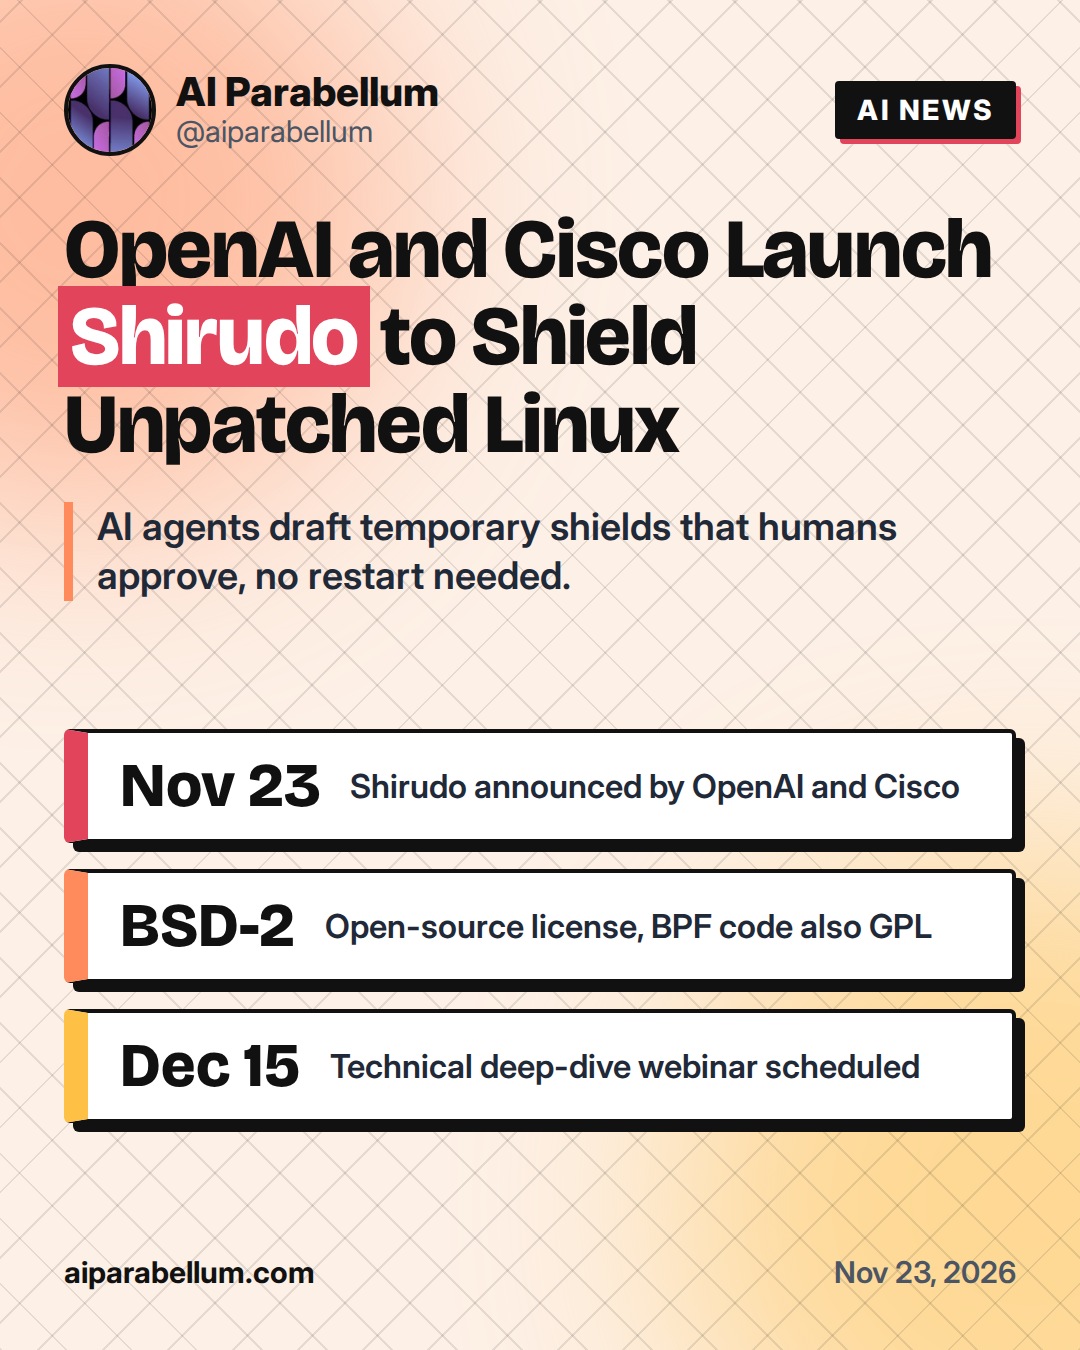 AI Parabellum
@aiparabellum
AI NEWS
OpenAI and Cisco Launch
Shirudo to Shield
Unpatched Linux
AI agents draft temporary shields that humans
approve, no restart needed.
Nov 23 Shirudo announced by OpenAI and Cisco
BSD-2 Open-source license, BPF code also GPL
Dec 15 Technical deep-dive webinar scheduled
aiparabellum.com
Nov 23, 2026